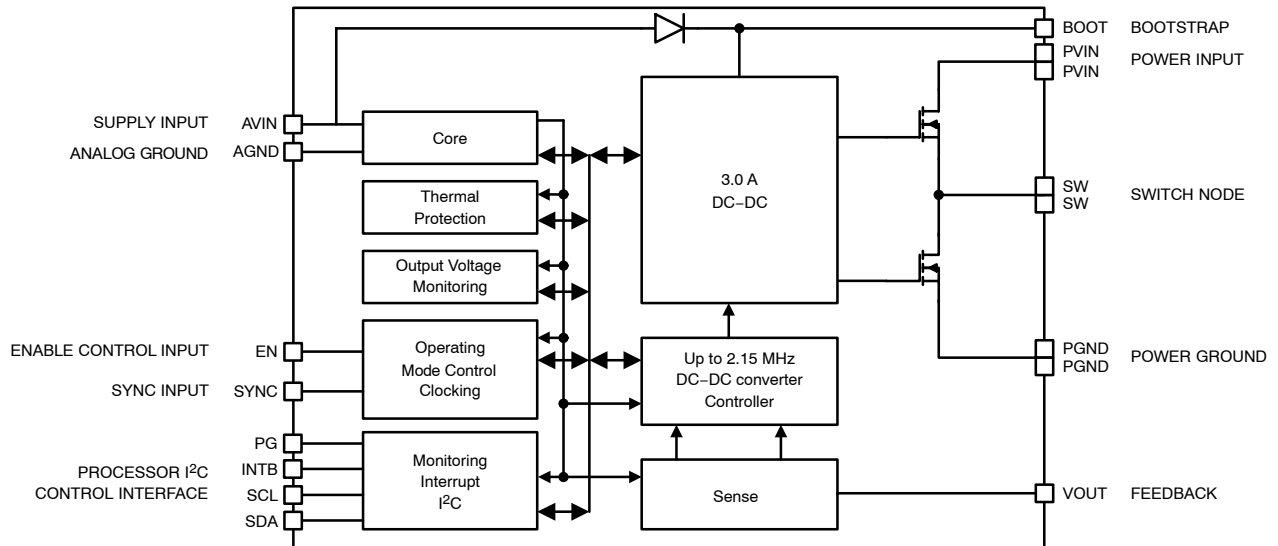 BOOT BOOTSTRAP
PVIN
PVIN
POWER INPUT
SUPPLY INPUT AVIN
ANALOG GROUND AGND
Core
Thermal
Protection
Output Voltage
Monitoring
3.0 A
DC−DC
SW
SW
SWITCH NODE
ENABLE CONTROL INPUT EN
SYNC INPUT SYNC
Operating
Mode Control
Clocking
Up to 2.15 MHz
DC−DC converter
Controller
PGND
PGND
POWER GROUND
PG
INTB
SCL
SDA
PROCESSOR I²C
CONTROL INTERFACE
Monitoring
Interrupt
I²C
Sense
VOUT FEEDBACK